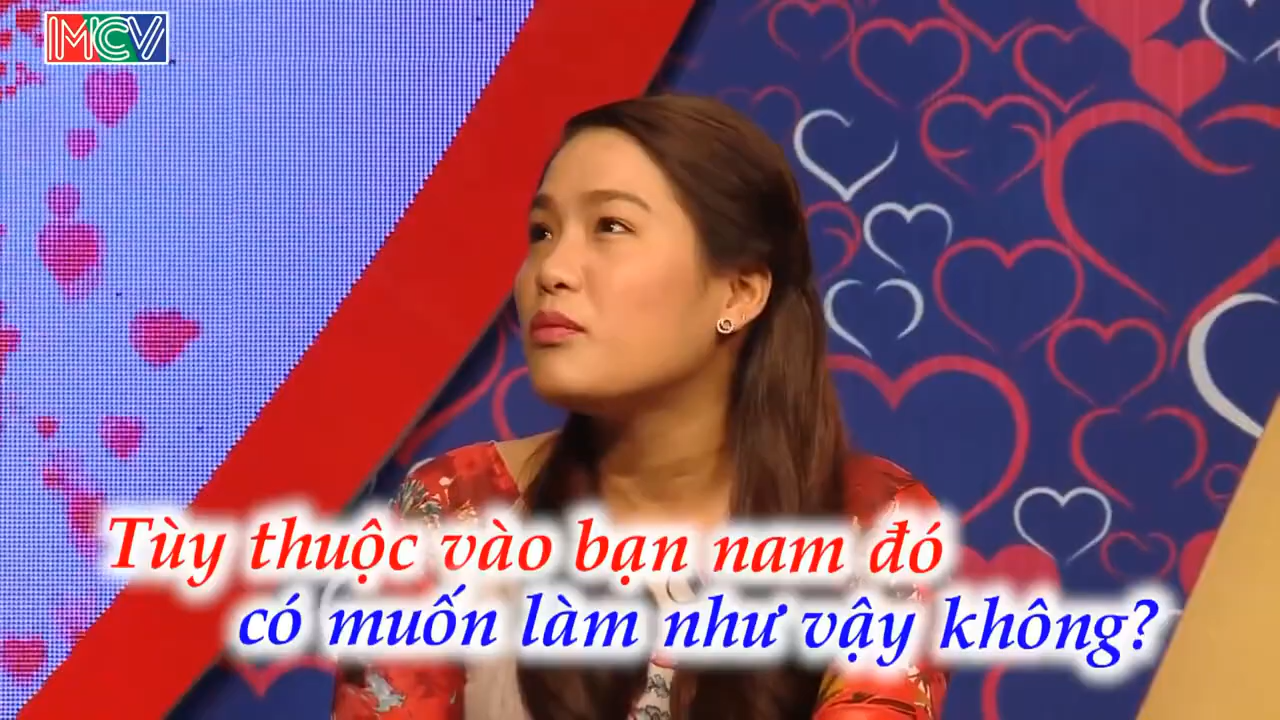 MCV
Tùy thuộc vào bạn nam đó
có muốn làm như vậy không?